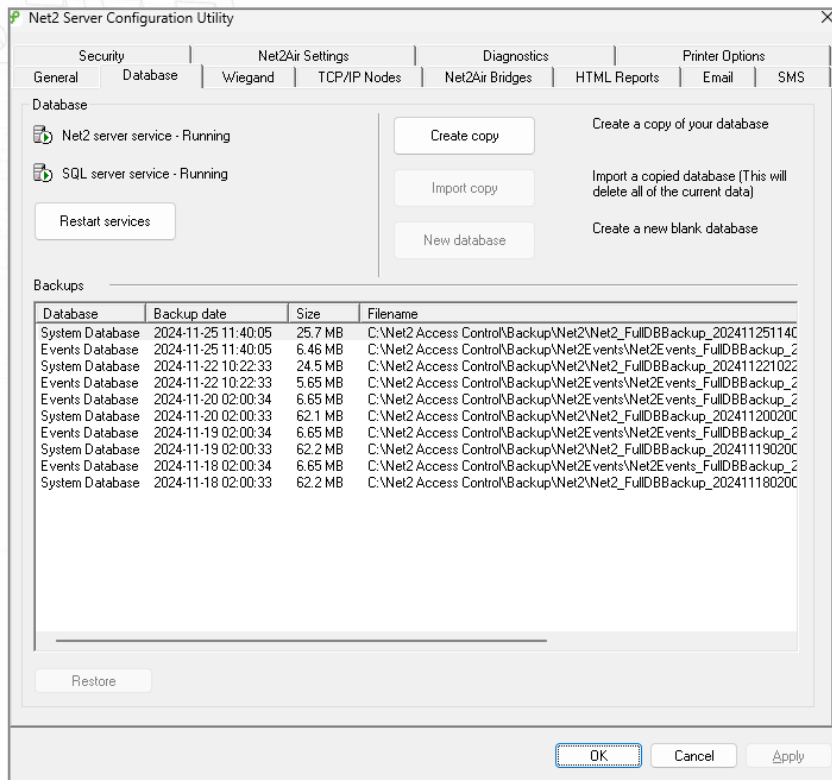 Net2 Server Configuration Utility
Security Net2Air Settings Diagnostics Printer Options
General Database Wiegand TCP/IP Nodes Net2Air Bridges HTML Reports Email SMS
Database
Net2 server service - Running
SQL server service - Running
Restart services
Create copy
Create a copy of your database
Import copy
Import a copied database (This will
delete all of the current data)
New database
Create a new blank database
Backups
Database Backup date Size Filename
System Database 2024-11-25 11:40:05 25.7 MB C:\Net2 Access Control\Backup\Net2\Net2_FullDBBackup_20241125114C
Events Database 2024-11-25 11:40:05 6.46 MB C:\Net2 Access Control\Backup\Net2Events\Net2Events_FullDBBackup_2
System Database 2024-11-22 10:22:33 24.5 MB C:\Net2 Access Control\Backup\Net2\Net2_FullDBBackup_202411221022
Events Database 2024-11-22 10:22:33 5.65 MB C:\Net2 Access Control\Backup\Net2Events\Net2Events_FullDBBackup_2
Events Database 2024-11-20 02:00:34 6.65 MB C:\Net2 Access Control\Backup\Net2Events\Net2Events_FullDBBackup_2
System Database 2024-11-20 02:00:33 62.1 MB C:\Net2 Access Control\Backup\Net2\Net2_FullDBBackup_202411200200
Events Database 2024-11-19 02:00:34 6.65 MB C:\Net2 Access Control\Backup\Net2Events\Net2Events_FullDBBackup_2
System Database 2024-11-19 02:00:33 62.2 MB C:\Net2 Access Control\Backup\Net2\Net2_FullDBBackup_202411190200
Events Database 2024-11-18 02:00:34 6.65 MB C:\Net2 Access Control\Backup\Net2Events\Net2Events_FullDBBackup_2
System Database 2024-11-18 02:00:33 62.2 MB C:\Net2 Access Control\Backup\Net2\Net2_FullDBBackup_202411180200
Restore
OK Cancel Apply